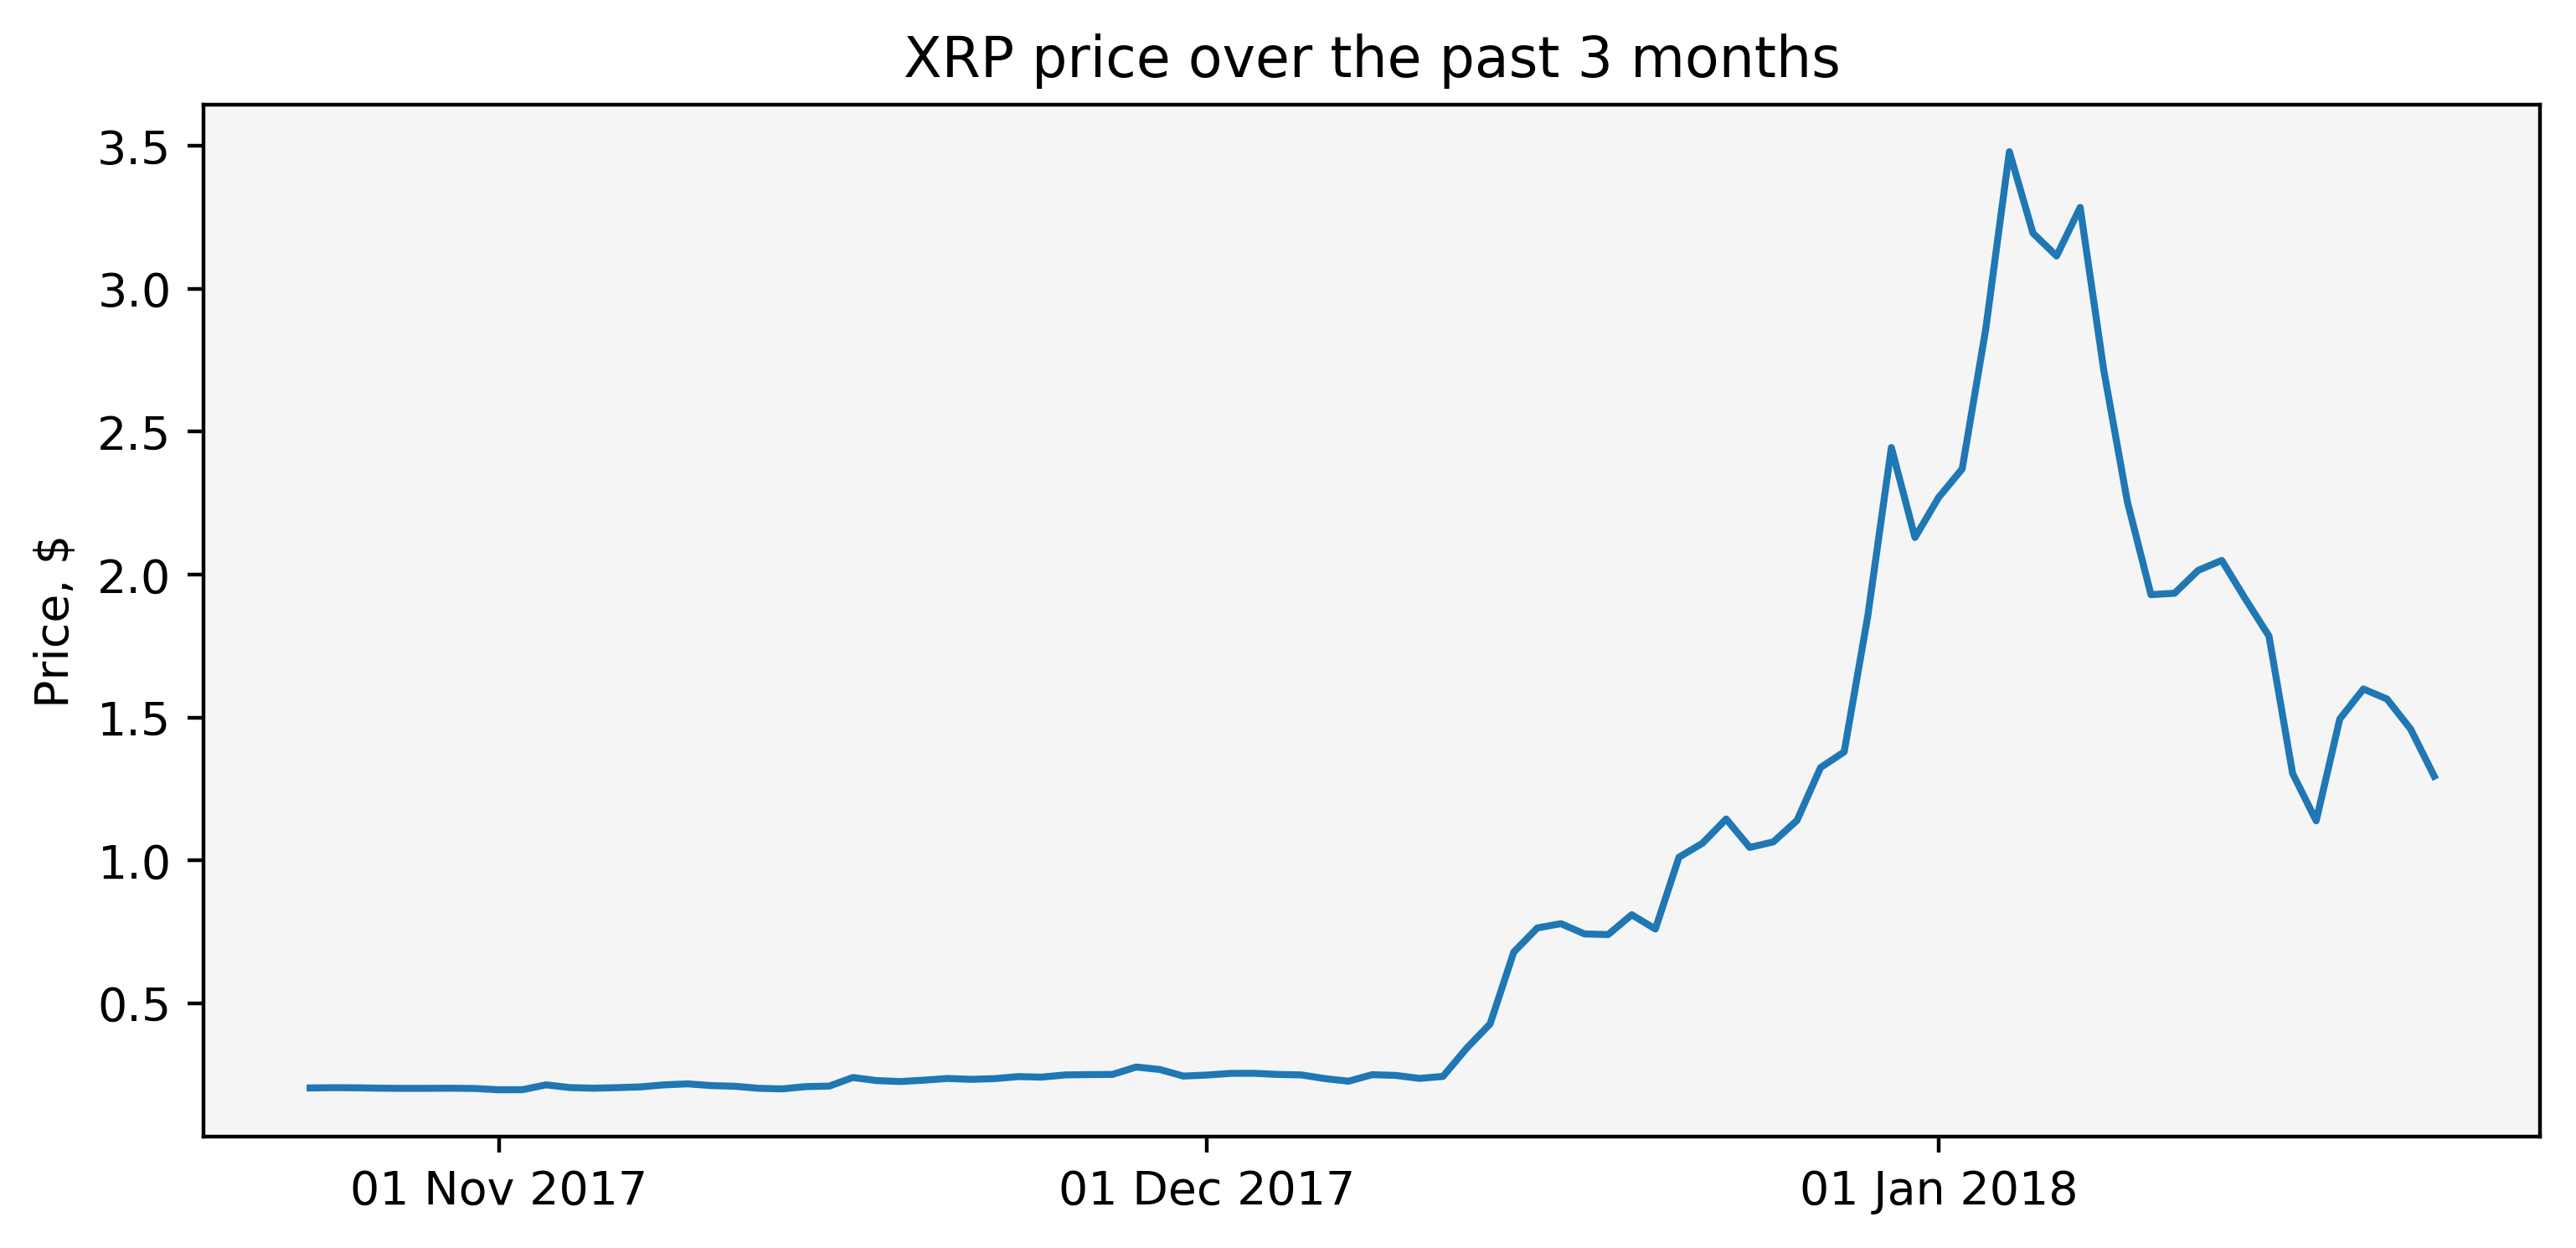 XRP price over the past 3 months
Price, $
3.5
3.0
2.5
2.0
1.5
1.0
0.5
01 Nov 2017
01 Dec 2017
01 Jan 2018